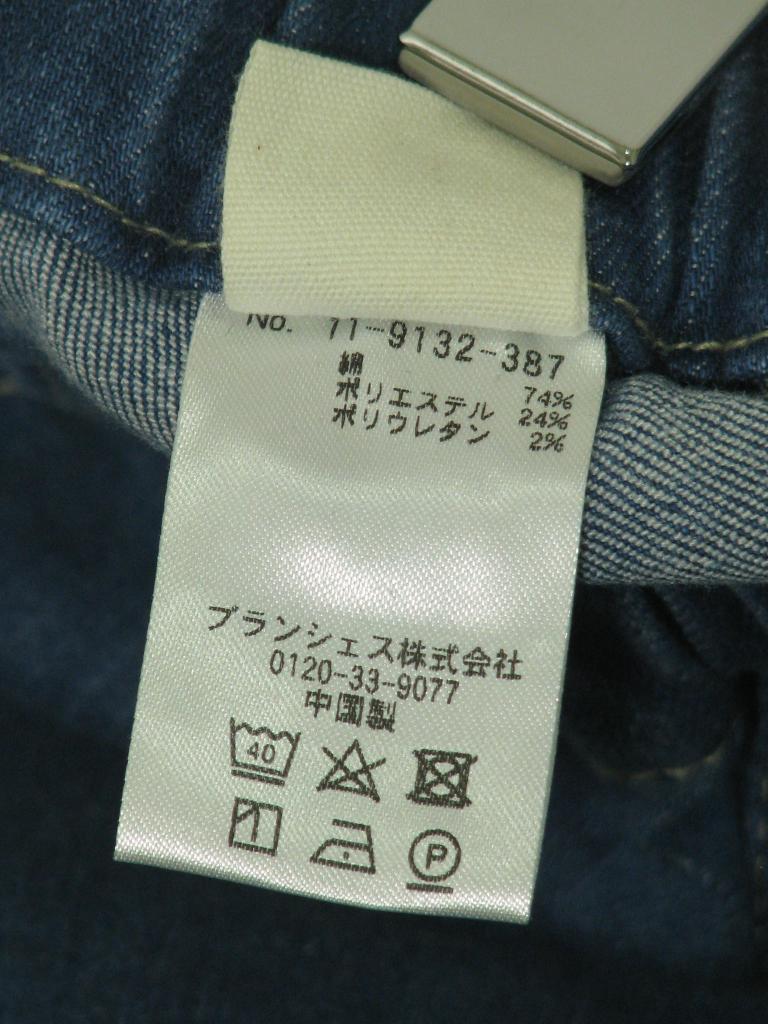 No. 11-9132-387
綿 74%
ポリエステル 24%
ポリウレタン 2%
ブランシェス株式会社
0120-33-9077
中国製
40
P